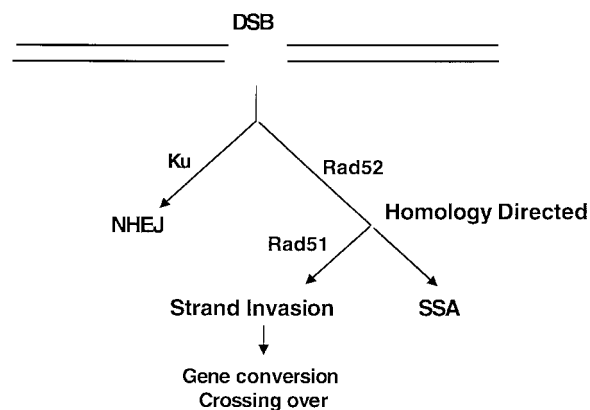 DSB
Ku
Rad52
NHEJ
Homology Directed
Rad51
Strand Invasion
SSA
Gene conversion
Crossing over